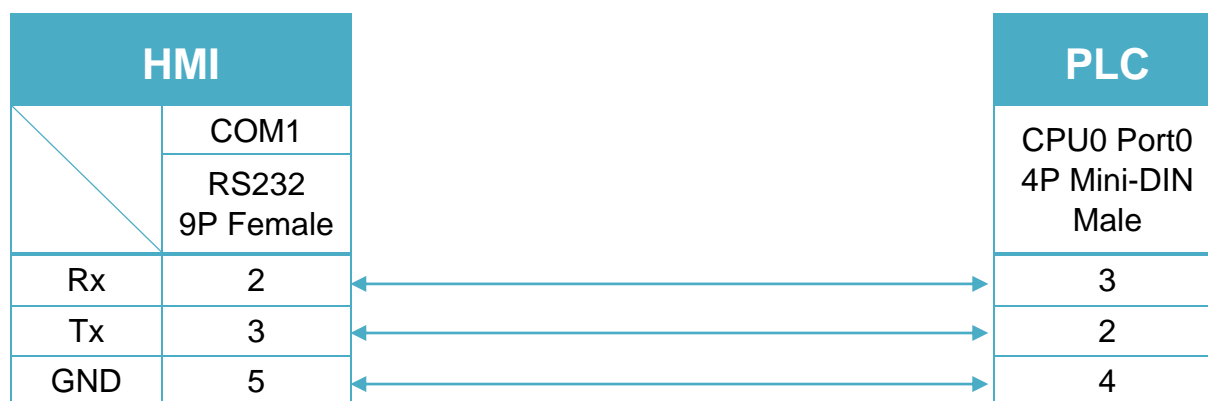 HMI
PLC
COM1
RS232
9P Female
CPU0 Port0
4P Mini-DIN
Male
Rx 2 3
Tx 3 2
GND 5 4